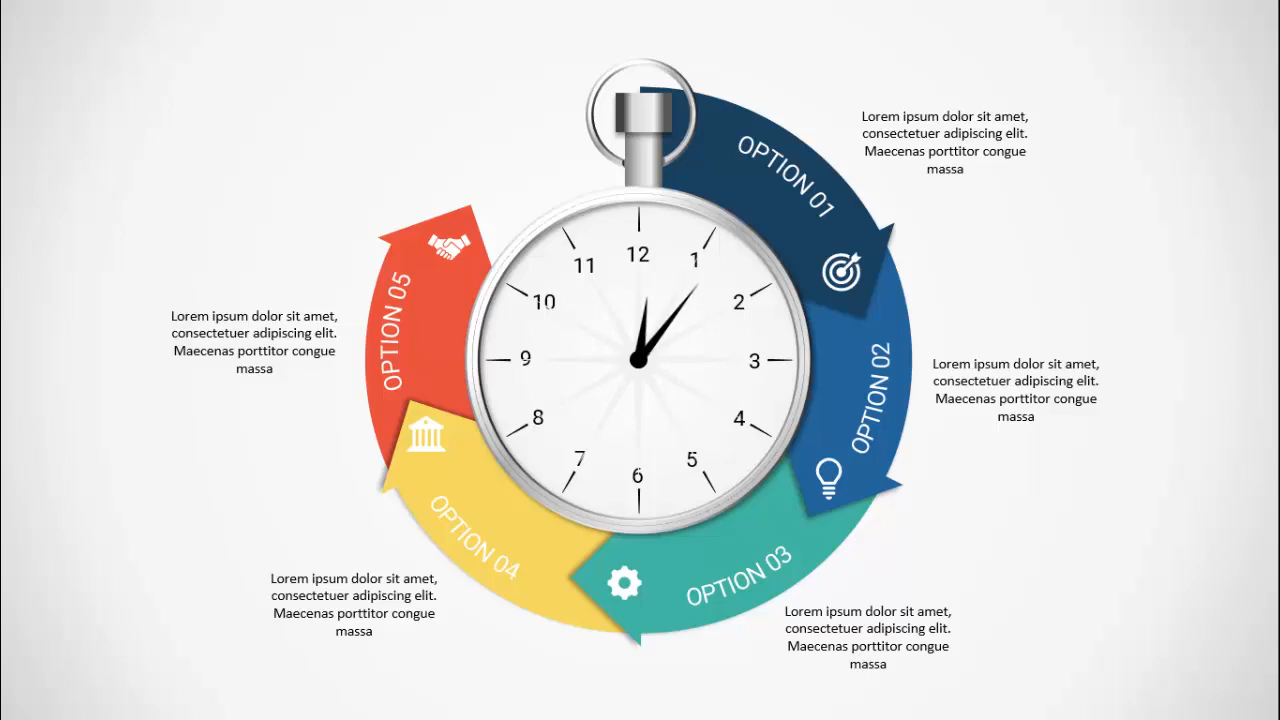 OPTION 01
Lorem ipsum dolor sit amet,
consectetuer adipiscing elit.
Maecenas porttitor congue
massa
OPTION 02
Lorem ipsum dolor sit amet,
consectetuer adipiscing elit.
Maecenas porttitor congue
massa
OPTION 03
Lorem ipsum dolor sit amet,
consectetuer adipiscing elit.
Maecenas porttitor congue
massa
OPTION 04
Lorem ipsum dolor sit amet,
consectetuer adipiscing elit.
Maecenas porttitor congue
massa
OPTION 05
Lorem ipsum dolor sit amet,
consectetuer adipiscing elit.
Maecenas porttitor congue
massa
12
1
2
3
4
5
6
7
8
9
10
11